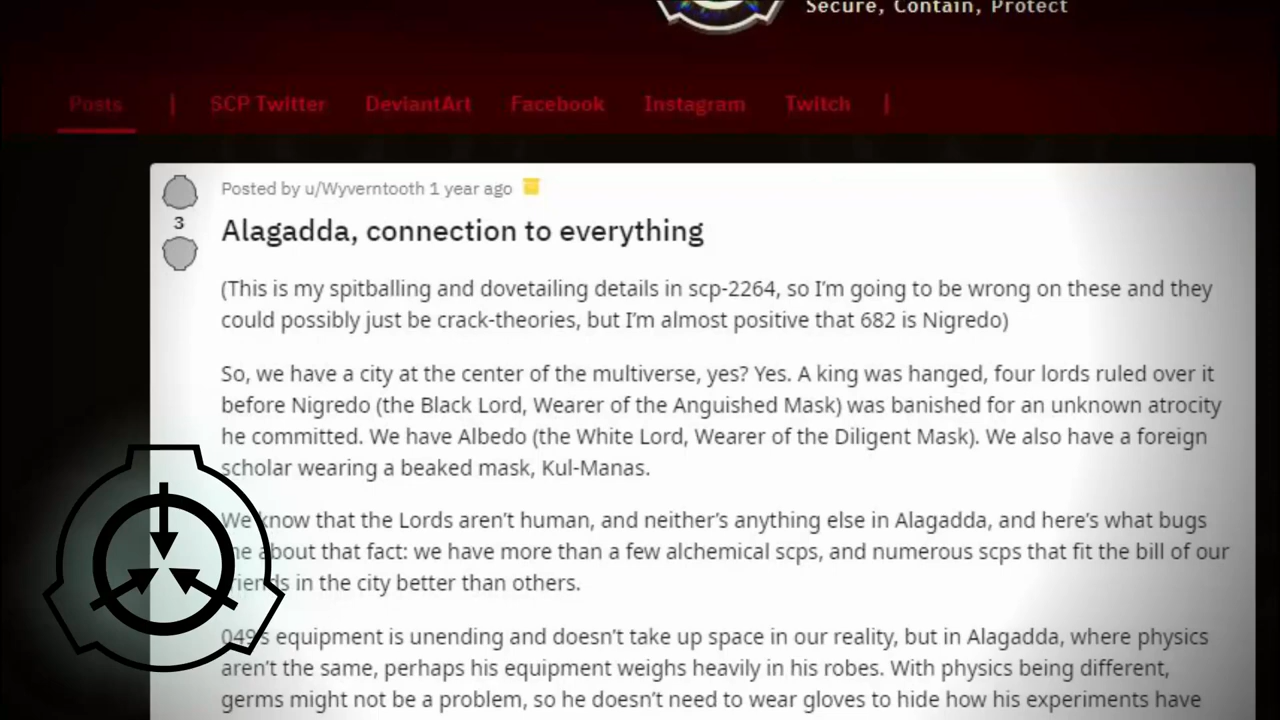 Secure, Contain, Protect
Posts | SCP Twitter DeviantArt Facebook Instagram Twitch |
Posted by u/Wyverntooth 1 year ago
3
Alagadda, connection to everything
(This is my spitballing and dovetailing details in scp-2264, so I'm going to be wrong on these and they
could possibly just be crack-theories, but I'm almost positive that 682 is Nigredo)
So, we have a city at the center of the multiverse, yes? Yes. A king was hanged, four lords ruled over it
before Nigredo (the Black Lord, Wearer of the Anguished Mask) was banished for an unknown atrocity
he committed. We have Albedo (the White Lord, Wearer of the Diligent Mask). We also have a foreign
scholar wearing a beaked mask, Kul-Manas.
We know that the Lords aren't human, and neither's anything else in Alagadda, and here's what bugs
me about that fact: we have more than a few alchemical scps, and numerous scps that fit the bill of our
friends in the city better than others.
049's equipment is unending and doesn't take up space in our reality, but in Alagadda, where physics
aren't the same, perhaps his equipment weighs heavily in his robes. With physics being different,
germs might not be a problem, so he doesn't need to wear gloves to hide how his experiments have